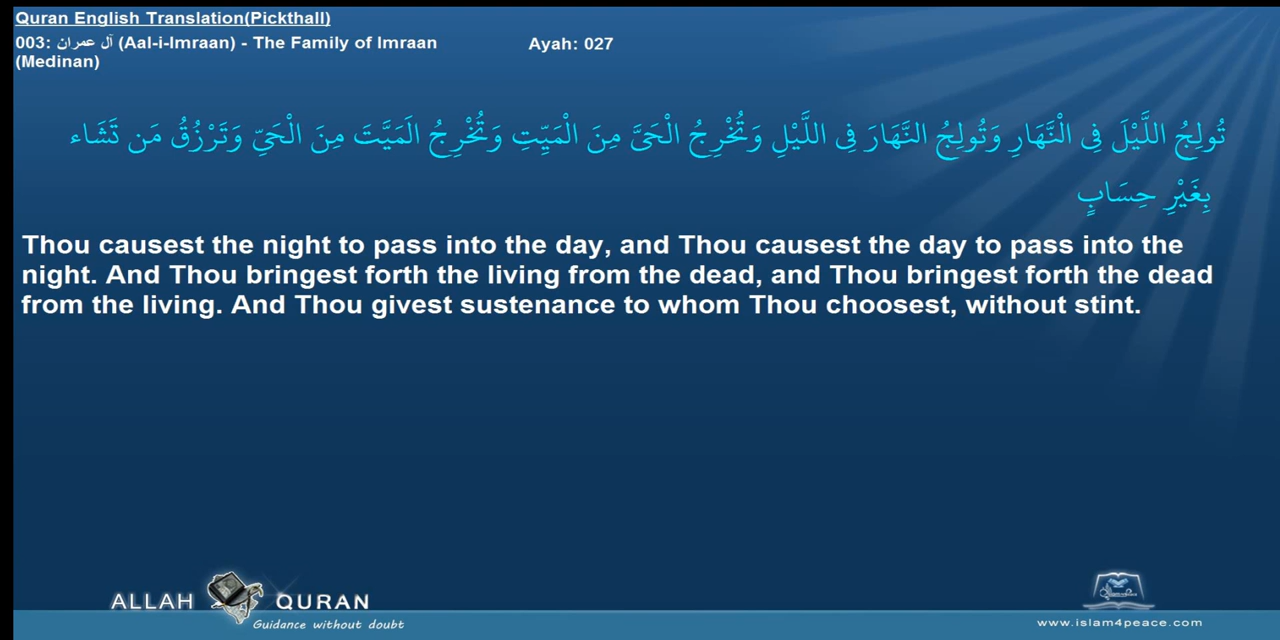 Quran English Translation(Pickthall)
003: آل عمران (Aal-i-Imraan) - The Family of Imraan
(Medinan)
Ayah: 027
تُولِجُ اللَّيْلَ فِى الْنَّهَارِ وَتُولِجُ النَّهَارَ فِى اللَّيْلِ وَتُخْرِجُ الْحَىَّ مِنَ الْمَيِّتِ وَتُخْرِجُ الَمَيَّتَ مِنَ الْحَيِّ وَتَرْزُقُ مَن تَشَاء
بِغَيْرِ حِسَابٍ
Thou causest the night to pass into the day, and Thou causest the day to pass into the
night. And Thou bringest forth the living from the dead, and Thou bringest forth the dead
from the living. And Thou givest sustenance to whom Thou choosest, without stint.
ALLAH QURAN
Guidance without doubt
www.islam4peace.com